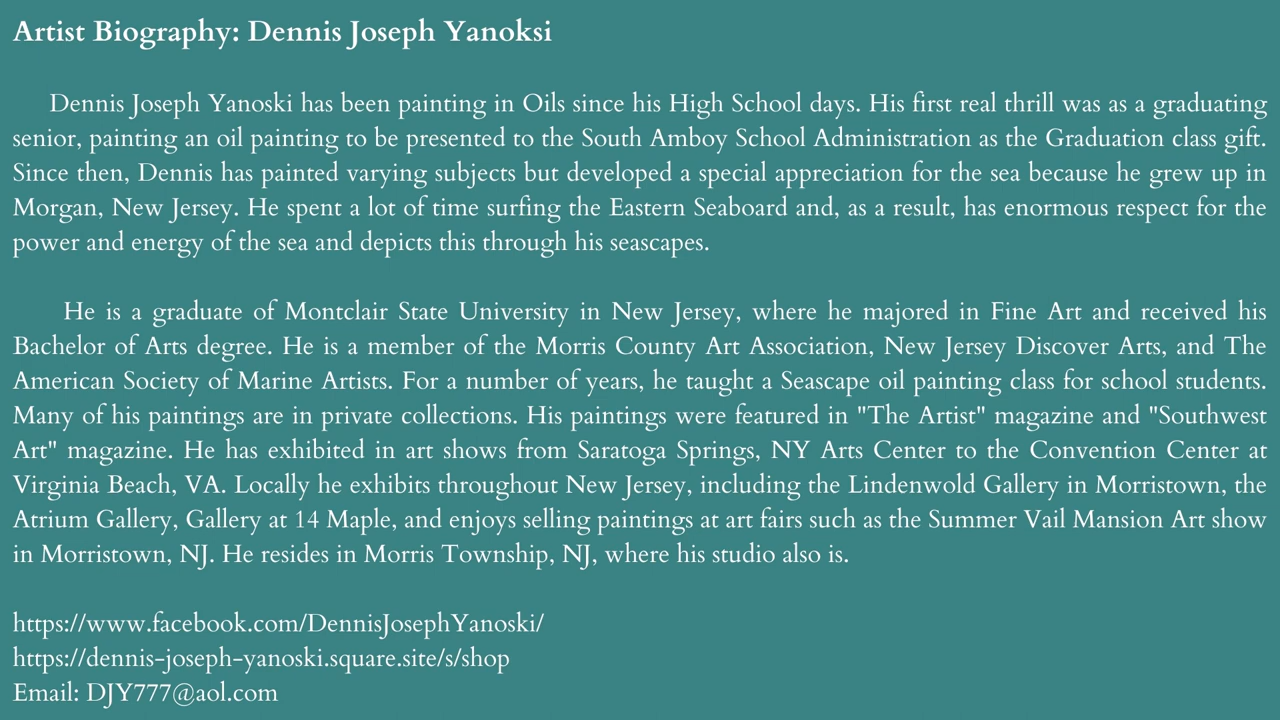 Artist Biography: Dennis Joseph Yanoksi
Dennis Joseph Yanoski has been painting in Oils since his High School days. His first real thrill was as a graduating
senior, painting an oil painting to be presented to the South Amboy School Administration as the Graduation class gift.
Since then, Dennis has painted varying subjects but developed a special appreciation for the sea because he grew up in
Morgan, New Jersey. He spent a lot of time surfing the Eastern Seaboard and, as a result, has enormous respect for the
power and energy of the sea and depicts this through his seascapes.
He is a graduate of Montclair State University in New Jersey, where he majored in Fine Art and received his
Bachelor of Arts degree. He is a member of the Morris County Art Association, New Jersey Discover Arts, and The
American Society of Marine Artists. For a number of years, he taught a Seascape oil painting class for school students.
Many of his paintings are in private collections. His paintings were featured in "The Artist" magazine and "Southwest
Art" magazine. He has exhibited in art shows from Saratoga Springs, NY Arts Center to the Convention Center at
Virginia Beach, VA. Locally he exhibits throughout New Jersey, including the Lindenwold Gallery in Morristown, the
Atrium Gallery, Gallery at 14 Maple, and enjoys selling paintings at art fairs such as the Summer Vail Mansion Art show
in Morristown, NJ. He resides in Morris Township, NJ, where his studio also is.
https://www.facebook.com/DennisJosephYanoski/
https://dennis-joseph-yanoski.square.site/s/shop
Email: DJY777@aol.com